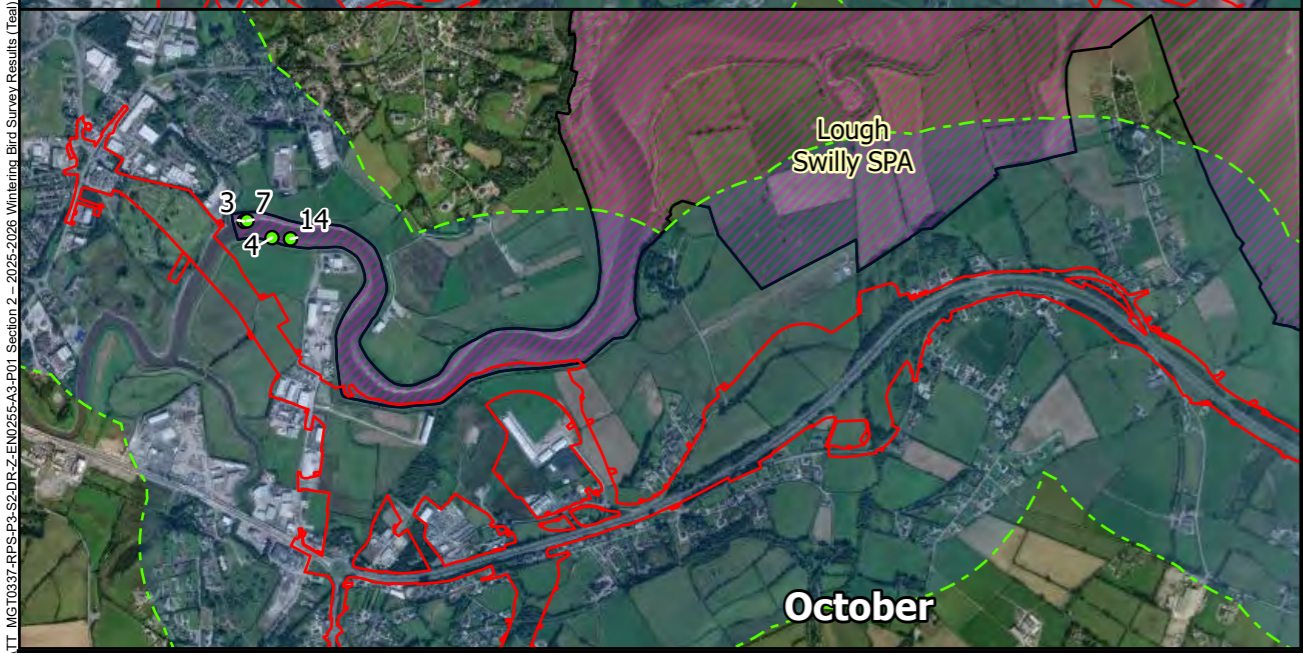 TT_MGT0337-RPS-P3-S2-DR-Z-EN0255-A3-P01 Section 2 – 2025-2026 Wintering Bird Survey Results (Teal)
Lough
Swilly SPA
3 7
14
4
October